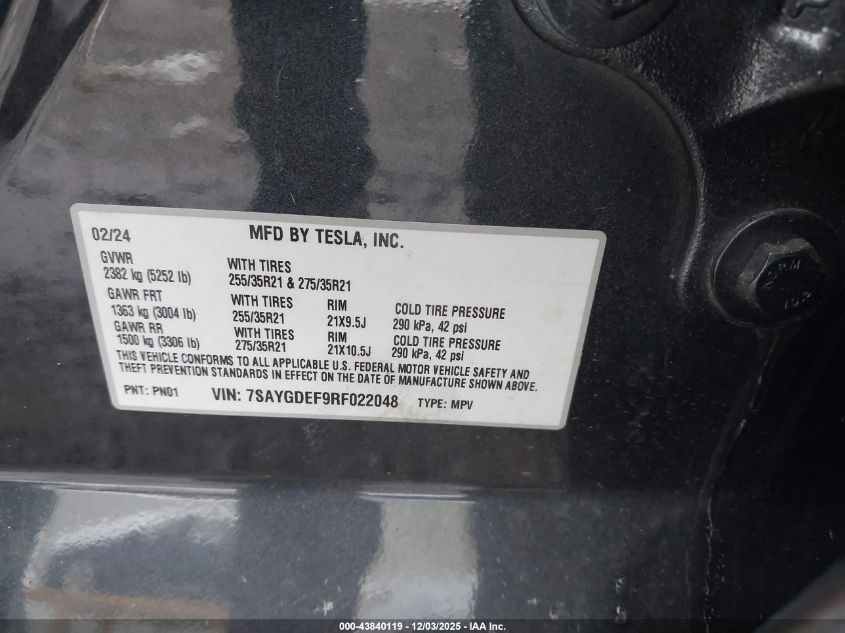 02/24 MFD BY TESLA, INC.
GVWR
2382 kg (5252 lb)
WITH TIRES
255/35R21 & 275/35R21
GAWR FRT
1363 kg (3004 lb)
WITH TIRES
255/35R21
RIM
21X9.5J
COLD TIRE PRESSURE
290 kPa, 42 psi
GAWR RR
1500 kg (3306 lb)
WITH TIRES
275/35R21
RIM
21X10.5J
COLD TIRE PRESSURE
290 kPa, 42 psi
THIS VEHICLE CONFORMS TO ALL APPLICABLE U.S. FEDERAL MOTOR VEHICLE SAFETY AND
THEFT PREVENTION STANDARDS IN EFFECT ON THE DATE OF MANUFACTURE SHOWN ABOVE.
PNT: PN01 VIN: 7SAYGDEF9RF022048 TYPE: MPV
000-43840119 - 12/03/2025 - IAA Inc.